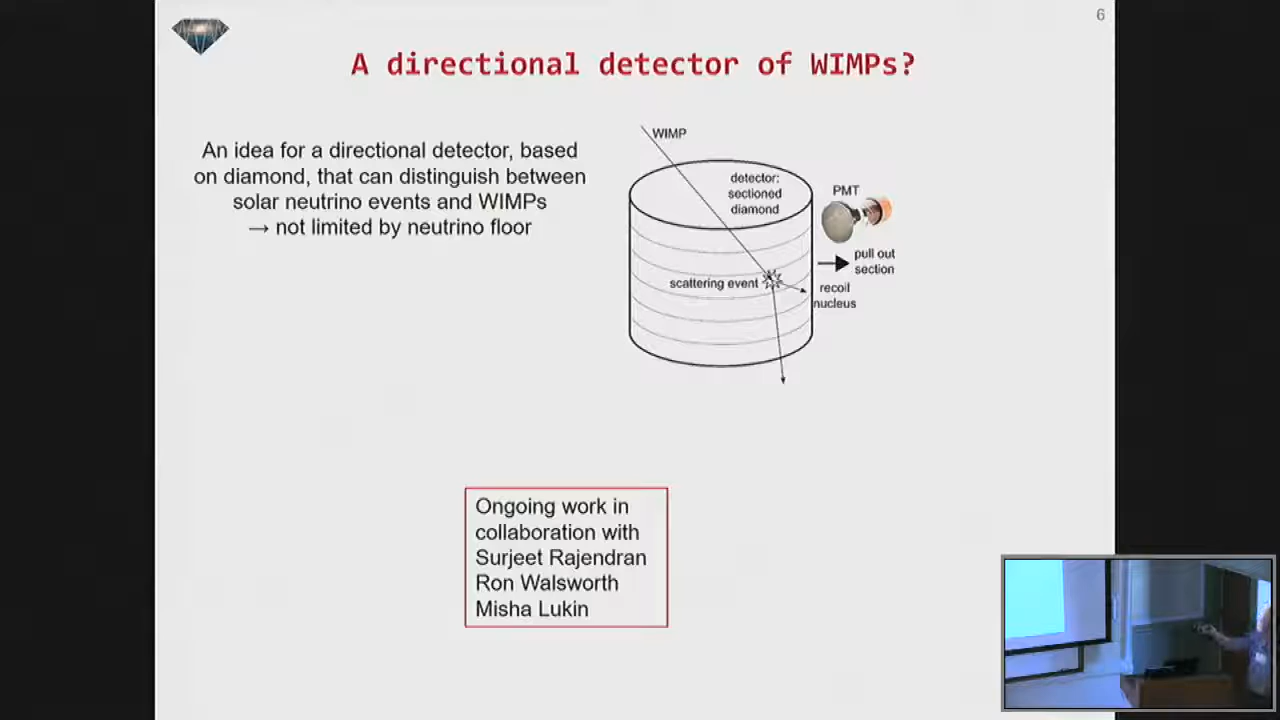 6
A directional detector of WIMPs?
An idea for a directional detector, based
on diamond, that can distinguish between
solar neutrino events and WIMPs
→ not limited by neutrino floor
WIMP
detector:
sectioned
diamond
PMT
pull out
section
scattering event
recoil
nucleus
Ongoing work in
collaboration with
Surjeet Rajendran
Ron Walsworth
Misha Lukin